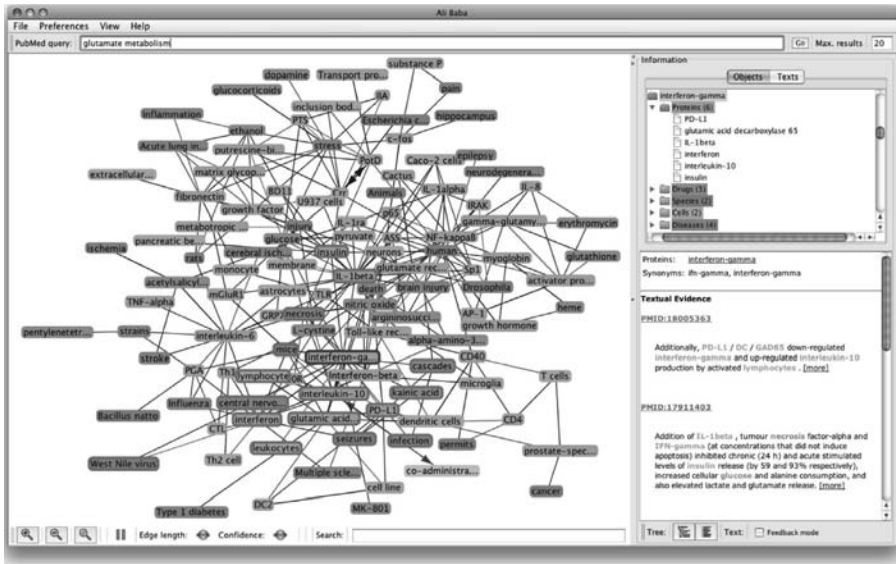 Ali Baba
File Preferences View Help
PubMed query: glutamate metabolism Go Max. results 20
substance P
dopamine Transport pro...
glucocorticoids IIA pain
inclusion bod...
Inflammation PTS Escherichia c... hippocampus
ethanol c-fos
Acute lung in... putrescine-bi... stress
PotD Caco-2 cells epilepsy
extracellular... matrix glycop... Cactus neurodegenera...
BD11 Crr Animals IL-1alpha IL-8
fibronectin U937 cells
growth factor p65 IRAK
metabotropic ... injury IL-1ra gamma-glutamy... erythromycin
pancreatic be... glucose pyruvate ASS NF-kappaB
Ischemia cerebral isch... insulin neurons human myoglobin glutathione
rats membrane glutamate rec... Sp1
monocyte IL-1beta
acetylsalicyl... astrocytes death brain injury Drosophila activator pro...
TNF-alpha mGluR1 TLR nitric oxide
necrosis argininosucci... AP-1 heme
pentylenetetr... strains interleukin-6 L-cystine Toll-like rec... growth hormone
alpha-amino-3...
stroke mice interferon-ga... CD40
Th1 cascades T cells
PGA lymphocyte Interferon-beta microglia
interleukin-10 kainic acid
Influenza central nervo... PD-L1
Bacillus natto interferon glutamic acid... dendritic cells CD4
CTL seizures infection permits
leukocytes prostate-spec...
West Nile virus Th2 cell co-administra...
Multiple scle...
cell line cancer
DC2 MK-801
Type 1 diabetes
Edge length: Confidence: Search:
Information
Objects Texts
interferon-gamma
Proteins (6)
PD-L1
glutamic acid decarboxylase 65
IL-1beta
interferon
interleukin-10
insulin
Drugs (5)
Species (2)
Cells (2)
Diseases (4)
Proteins: interferon-gamma
Synonyms: ifn-gamma, interferon-gamma
Textual Evidence
PMID:18005363
Additionally, PD-L1 / DC / GAD65 down-regulated
interferon-gamma and up-regulated interleukin-10
production by activated lymphocytes . [more]
PMID:17911403
Addition of IL-1beta , tumour necrosis factor-alpha and
IFN-gamma (at concentrations that did not induce
apoptosis) inhibited chronic (24 h) and acute stimulated
levels of insulin release (by 59 and 93% respectively),
increased cellular glucose and alanine consumption, and
also elevated lactate and glutamate release. [more]
Tree: Text: Feedback mode